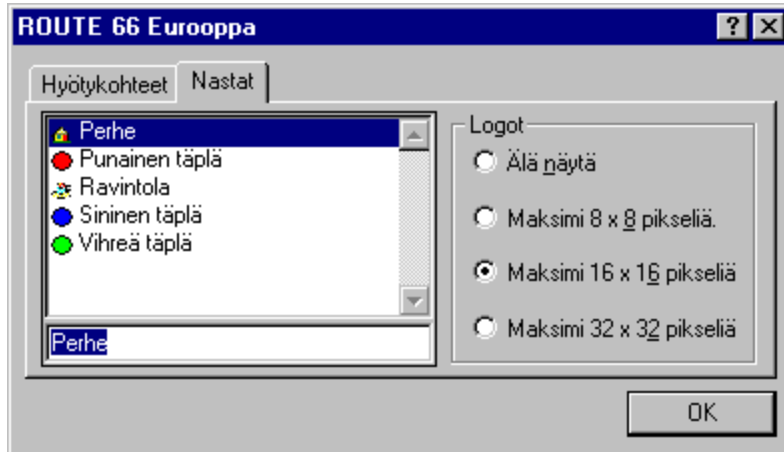 ROUTE 66 Eurooppa
Hyötykohteet
Nastat
Perhe
Punainen täplä
Ravintola
Sininen täplä
Vihreä täplä
Perhe
Logot
Älä näytä
Maksimi 8 x 8 pikseliä.
Maksimi 16 x 16 pikseliä
Maksimi 32 x 32 pikseliä
OK